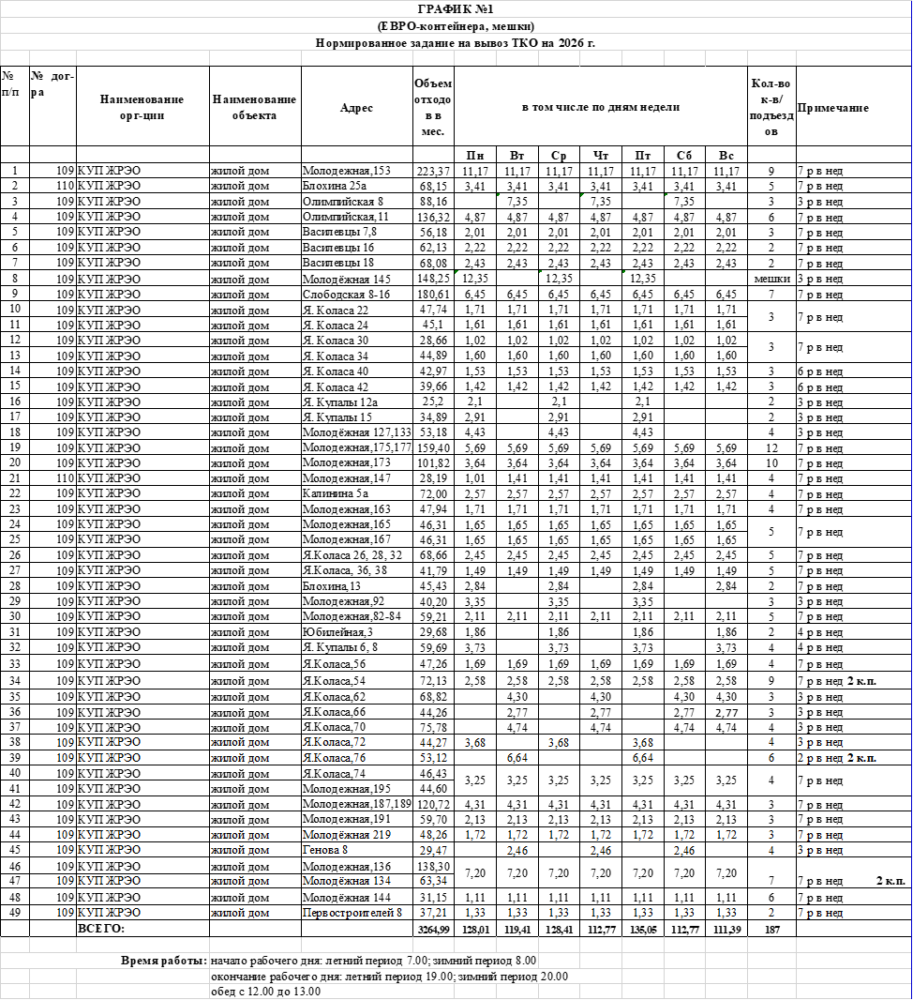 ГРАФИК №1
(ЕВРО-контейнера, мешки)
Нормированное задание на вывоз ТКО на 2026 г.
№ п/п № дог-ра Наименование орг-ции Наименование объекта Адрес Объем отходов в мес. в том числе по дням недели Кол-во к-в/подъездов Примечание
Пн Вт Ср Чт Пт Сб Вс
1 109 КУП ЖРЭО жилой дом Молодежная,153 223,37 11,17 11,17 11,17 11,17 11,17 11,17 11,17 9 7 р в нед
2 110 КУП ЖРЭО жилой дом Блохина 25а 68,15 3,41 3,41 3,41 3,41 3,41 3,41 3,41 5 7 р в нед
3 109 КУП ЖРЭО жилой дом Олимпийская 8 88,16 7,35 7,35 7,35 3 3 р в нед
4 109 КУП ЖРЭО жилой дом Олимпийская,11 136,32 4,87 4,87 4,87 4,87 4,87 4,87 4,87 6 7 р в нед
5 109 КУП ЖРЭО жилой дом Василевцы 7,8 56,18 2,01 2,01 2,01 2,01 2,01 2,01 2,01 3 7 р в нед
6 109 КУП ЖРЭО жилой дом Василевцы 16 62,13 2,22 2,22 2,22 2,22 2,22 2,22 2,22 2 7 р в нед
7 109 КУП ЖРЭО жилой дом Василевцы 18 68,08 2,43 2,43 2,43 2,43 2,43 2,43 2,43 2 7 р в нед
8 109 КУП ЖРЭО жилой дом Молодёжная 145 148,25 12,35 12,35 12,35 мешки 3 р в нед
9 109 КУП ЖРЭО жилой дом Слободская 8-16 180,61 6,45 6,45 6,45 6,45 6,45 6,45 6,45 7 7 р в нед
10 109 КУП ЖРЭО жилой дом Я. Коласа 22 47,74 1,71 1,71 1,71 1,71 1,71 1,71 1,71 3 7 р в нед
11 109 КУП ЖРЭО жилой дом Я. Коласа 24 45,1 1,61 1,61 1,61 1,61 1,61 1,61 1,61
12 109 КУП ЖРЭО жилой дом Я. Коласа 30 28,66 1,02 1,02 1,02 1,02 1,02 1,02 1,02 3 7 р в нед
13 109 КУП ЖРЭО жилой дом Я. Коласа 34 44,89 1,60 1,60 1,60 1,60 1,60 1,60 1,60
14 109 КУП ЖРЭО жилой дом Я. Коласа 40 42,97 1,53 1,53 1,53 1,53 1,53 1,53 1,53 3 6 р в нед
15 109 КУП ЖРЭО жилой дом Я. Коласа 42 39,66 1,42 1,42 1,42 1,42 1,42 1,42 1,42 3 6 р в нед
16 109 КУП ЖРЭО жилой дом Я. Купалы 12а 25,2 2,1 2,1 2,1 2 3 р в нед
17 109 КУП ЖРЭО жилой дом Я. Купалы 15 34,89 2,91 2,91 2,91 2 3 р в нед
18 109 КУП ЖРЭО жилой дом Молодёжная 127,133 53,18 4,43 4,43 4,43 4 3 р в нед
19 109 КУП ЖРЭО жилой дом Молодежная,175,177 159,40 5,69 5,69 5,69 5,69 5,69 5,69 5,69 12 7 р в нед
20 109 КУП ЖРЭО жилой дом Молодежная,173 101,82 3,64 3,64 3,64 3,64 3,64 3,64 3,64 10 7 р в нед
21 110 КУП ЖРЭО жилой дом Молодежная,147 28,19 1,01 1,41 1,41 1,41 1,41 1,41 1,41 4 7 р в нед
22 109 КУП ЖРЭО жилой дом Калинина 5а 72,00 2,57 2,57 2,57 2,57 2,57 2,57 2,57 4 7 р в нед
23 109 КУП ЖРЭО жилой дом Молодежная,163 47,94 1,71 1,71 1,71 1,71 1,71 1,71 1,71 4 7 р в нед
24 109 КУП ЖРЭО жилой дом Молодежная,165 46,31 1,65 1,65 1,65 1,65 1,65 1,65 1,65 5 7 р в нед
25 109 КУП ЖРЭО жилой дом Молодежная,167 46,31 1,65 1,65 1,65 1,65 1,65 1,65 1,65
26 109 КУП ЖРЭО жилой дом Я.Коласа 26, 28, 32 68,66 2,45 2,45 2,45 2,45 2,45 2,45 2,45 5 7 р в нед
27 109 КУП ЖРЭО жилой дом Я.Коласа, 36, 38 41,79 1,49 1,49 1,49 1,49 1,49 1,49 1,49 5 7 р в нед
28 109 КУП ЖРЭО жилой дом Блохина,13 45,43 2,84 2,84 2,84 2,84 2 7 р в нед
29 109 КУП ЖРЭО жилой дом Молодежная,92 40,20 3,35 3,35 3,35 3 3 р в нед
30 109 КУП ЖРЭО жилой дом Молодежная,82-84 59,21 2,11 2,11 2,11 2,11 2,11 2,11 2,11 5 7 р в нед
31 109 КУП ЖРЭО жилой дом Юбилейная,3 29,68 1,86 1,86 1,86 1,86 2 4 р в нед
32 109 КУП ЖРЭО жилой дом Я. Купалы 6, 8 59,69 3,73 3,73 3,73 3,73 4 4 р в нед
33 109 КУП ЖРЭО жилой дом Я.Коласа,56 47,26 1,69 1,69 1,69 1,69 1,69 1,69 1,69 4 7 р в нед
34 109 КУП ЖРЭО жилой дом Я.Коласа,54 72,13 2,58 2,58 2,58 2,58 2,58 2,58 2,58 9 7 р в нед 2 к.п.
35 109 КУП ЖРЭО жилой дом Я.Коласа,62 68,82 4,30 4,30 4,30 4,30 3 3 р в нед
36 109 КУП ЖРЭО жилой дом Я.Коласа,66 44,26 2,77 2,77 2,77 2,77 3 3 р в нед
37 109 КУП ЖРЭО жилой дом Я.Коласа,70 75,78 4,74 4,74 4,74 4,74 4 3 р в нед
38 109 КУП ЖРЭО жилой дом Я.Коласа,72 44,27 3,68 3,68 3,68 4 3 р в нед
39 109 КУП ЖРЭО жилой дом Я.Коласа,76 53,12 6,64 6,64 6 2 р в нед 2 к.п.
40 109 КУП ЖРЭО жилой дом Я.Коласа,74 46,43 3,25 3,25 3,25 3,25 3,25 3,25 3,25 4 7 р в нед
41 109 КУП ЖРЭО жилой дом Молодежная,195 44,60
42 109 КУП ЖРЭО жилой дом Молодежная,187,189 120,72 4,31 4,31 4,31 4,31 4,31 4,31 4,31 3 7 р в нед
43 109 КУП ЖРЭО жилой дом Молодежная,191 59,70 2,13 2,13 2,13 2,13 2,13 2,13 2,13 3 7 р в нед
44 109 КУП ЖРЭО жилой дом Молодёжная 219 48,26 1,72 1,72 1,72 1,72 1,72 1,72 1,72 3 7 р в нед
45 109 КУП ЖРЭО жилой дом Генова 8 29,47 2,46 2,46 2,46 4 3 р в нед
46 109 КУП ЖРЭО жилой дом Молодежная,136 138,30 7,20 7,20 7,20 7,20 7,20 7,20 7,20
47 109 КУП ЖРЭО жилой дом Молодёжная 134 63,34 7 7 р в нед 2 к.п.
48 109 КУП ЖРЭО жилой дом Молодёжная 144 31,15 1,11 1,11 1,11 1,11 1,11 1,11 1,11 6 7 р в нед
49 109 КУП ЖРЭО жилой дом Первостроителей 8 37,21 1,33 1,33 1,33 1,33 1,33 1,33 1,33 2 7 р в нед
ВСЕГО: 3264,99 128,01 119,41 128,41 112,77 135,05 112,77 111,39 187
Время работы: начало рабочего дня: летний период 7.00; зимний период 8.00
окончание рабочего дня: летний период 19.00; зимний период 20.00
обед с 12.00 до 13.00